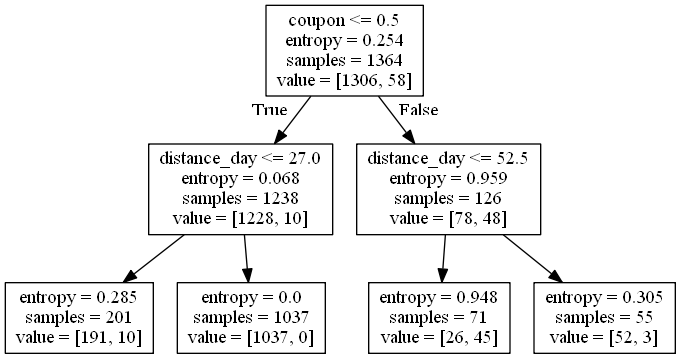 coupon <= 0.5
entropy = 0.254
samples = 1364
value = [1306, 58]
True
False
distance_day <= 27.0
entropy = 0.068
samples = 1238
value = [1228, 10]
distance_day <= 52.5
entropy = 0.959
samples = 126
value = [78, 48]
entropy = 0.285
samples = 201
value = [191, 10]
entropy = 0.0
samples = 1037
value = [1037, 0]
entropy = 0.948
samples = 71
value = [26, 45]
entropy = 0.305
samples = 55
value = [52, 3]